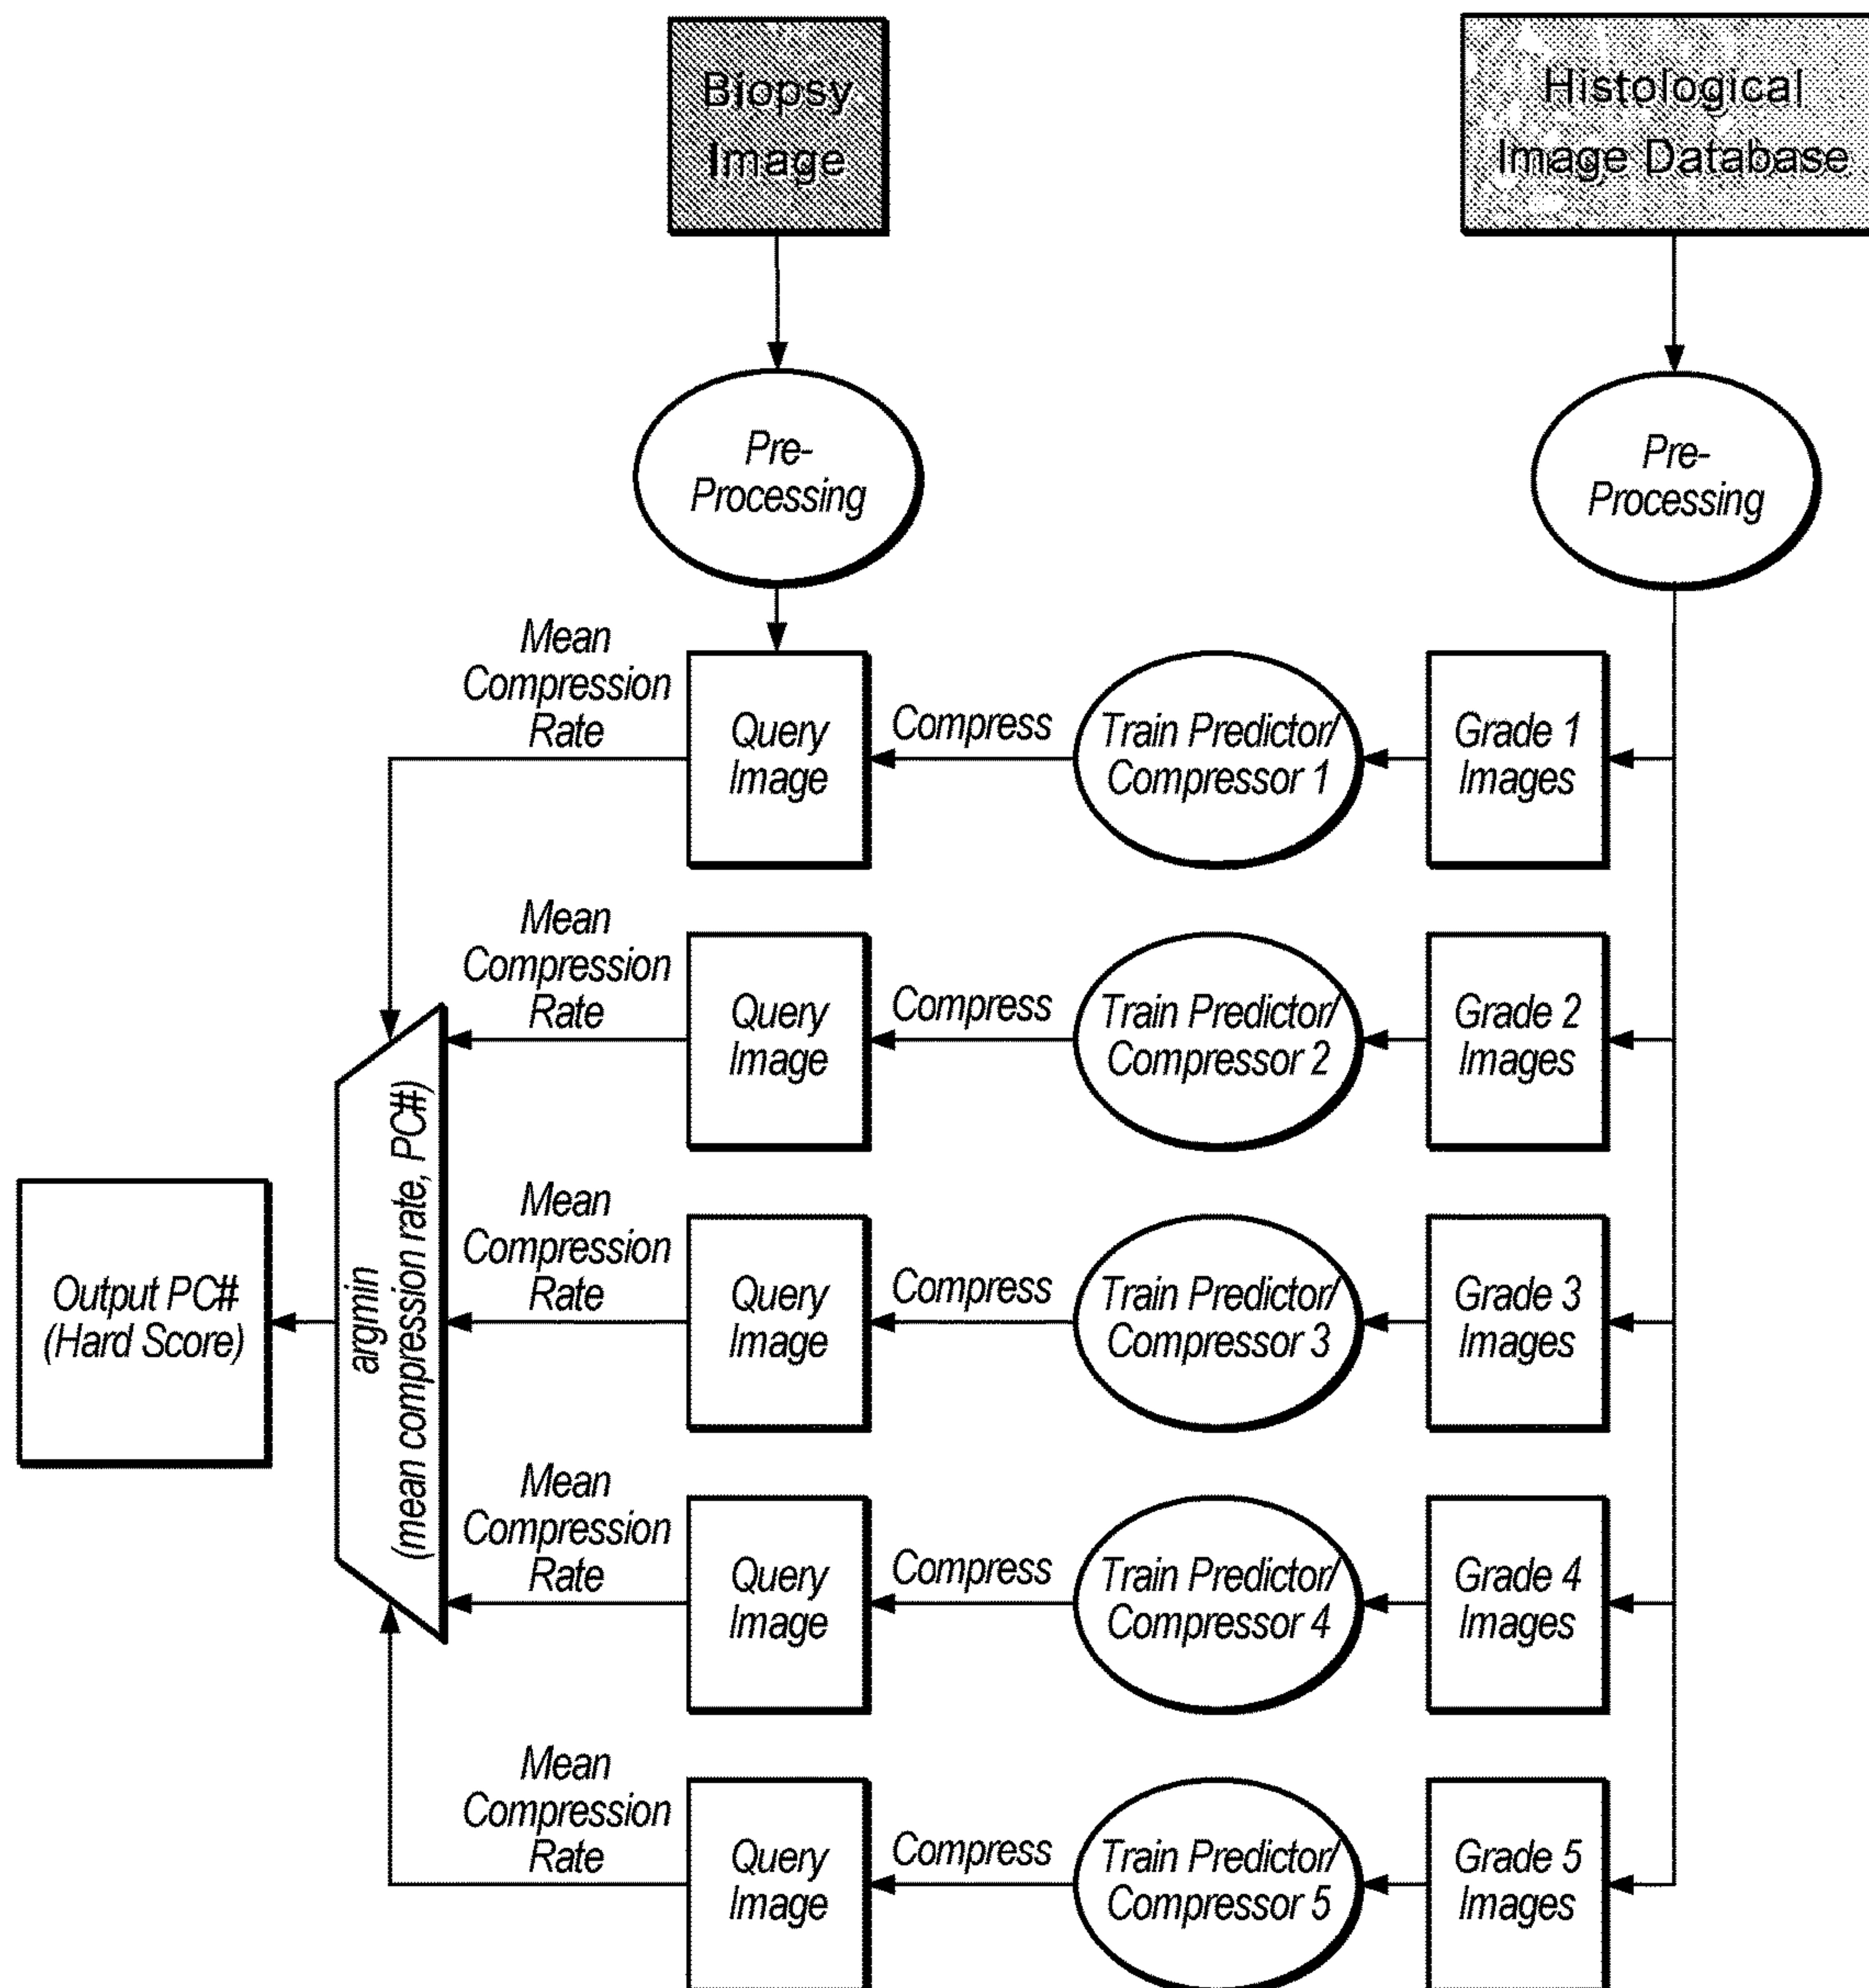 Biopsy
Image
Histological
Image Database
Pre-
Processing
Pre-
Processing
Mean
Compression
Rate
Query
Image
Compress
Train Predictor/
Compressor 1
Grade 1
Images
Mean
Compression
Rate
Query
Image
Compress
Train Predictor/
Compressor 2
Grade 2
Images
Output PC#
(Hard Score)
argmin
(mean compression rate, PC#)
Mean
Compression
Rate
Query
Image
Compress
Train Predictor/
Compressor 3
Grade 3
Images
Mean
Compression
Rate
Query
Image
Compress
Train Predictor/
Compressor 4
Grade 4
Images
Mean
Compression
Rate
Query
Image
Compress
Train Predictor/
Compressor 5
Grade 5
Images